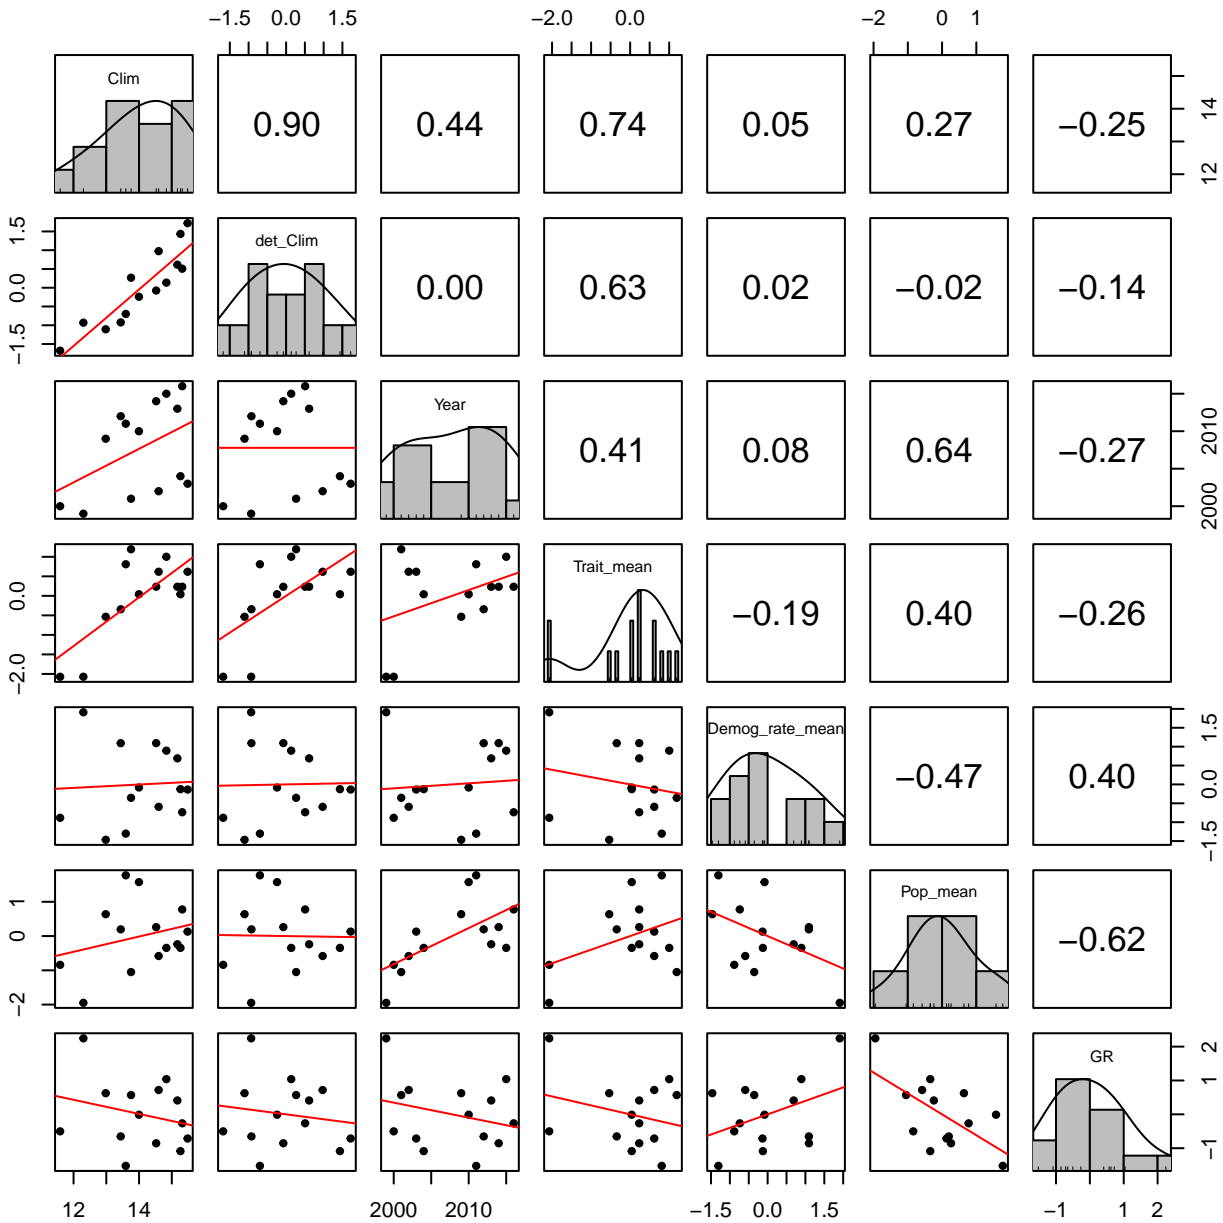 −1.5 0.0 1.5 −2.0 0.0 −2 0 1
Clim 0.90 0.44 0.74 0.05 0.27 −0.25 12 14
−1.5 0.0 1.5 det_Clim 0.00 0.63 0.02 −0.02 −0.14
Year 0.41 0.08 0.64 −0.27 2000 2010
−2.0 0.0 Trait_mean −0.19 0.40 −0.26
Demog_rate_mean −0.47 0.40 −1.5 0.0 1.5
−2 0 1 Pop_mean −0.62
GR −1 1 2
12 14 2000 2010 −1.5 0.0 1.5 −1 1 2